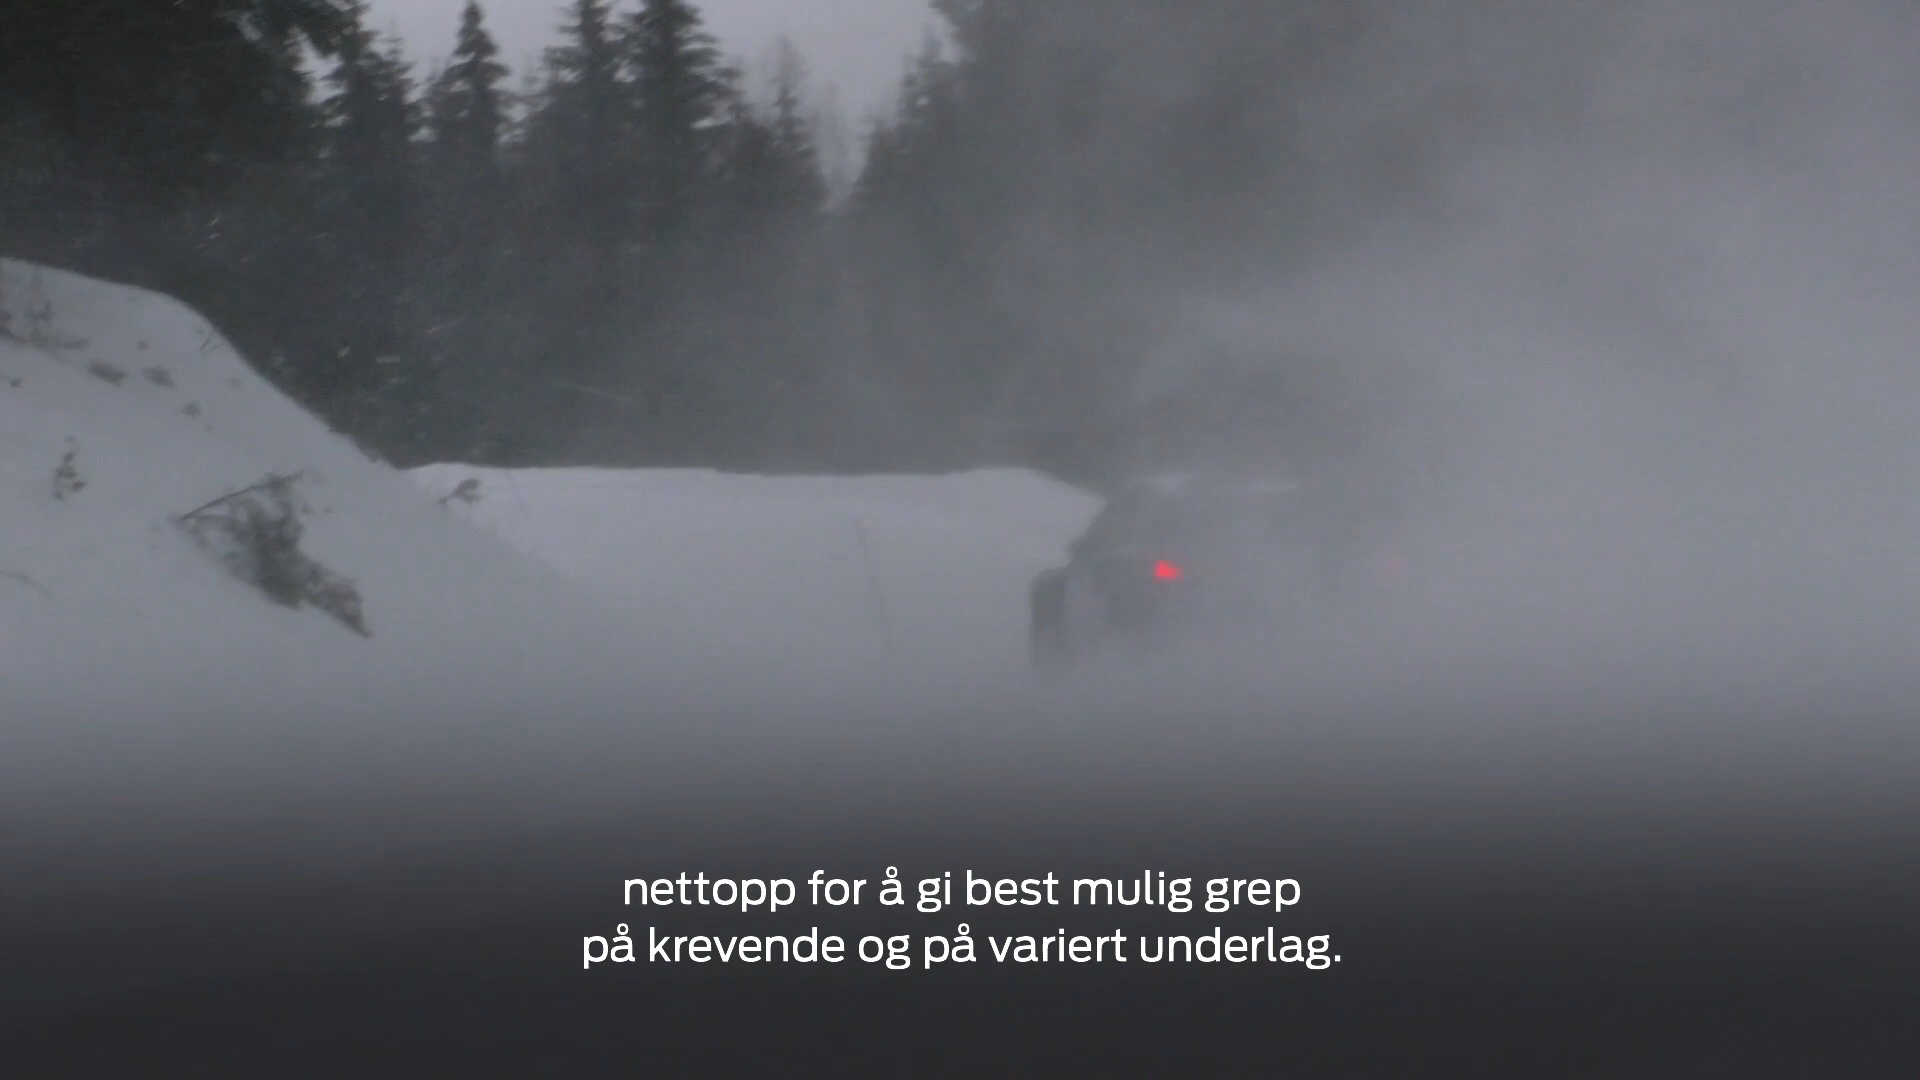 nettopp for å gi best mulig grep
på krevende og på variert underlag.